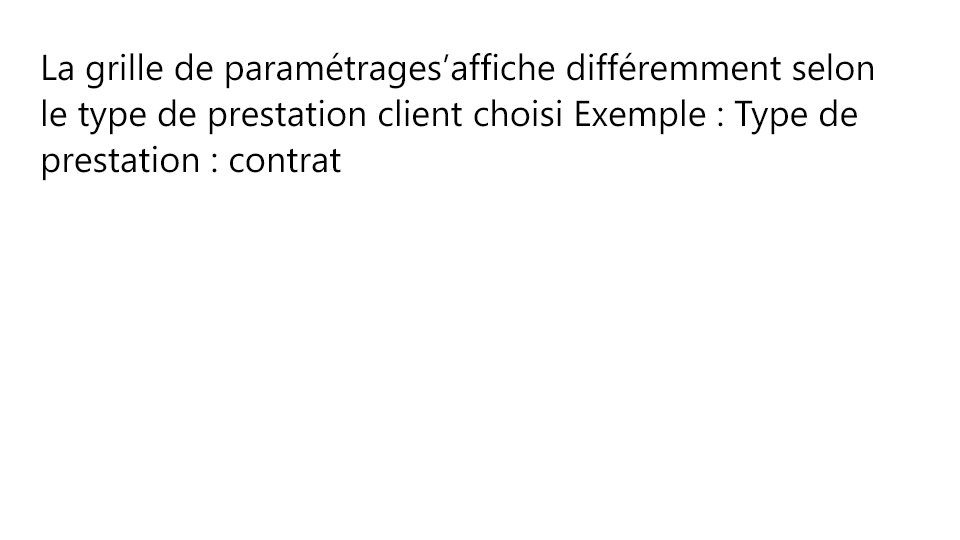 La grille de paramétrages’affiche différemment selon
le type de prestation client choisi Exemple : Type de
prestation : contrat